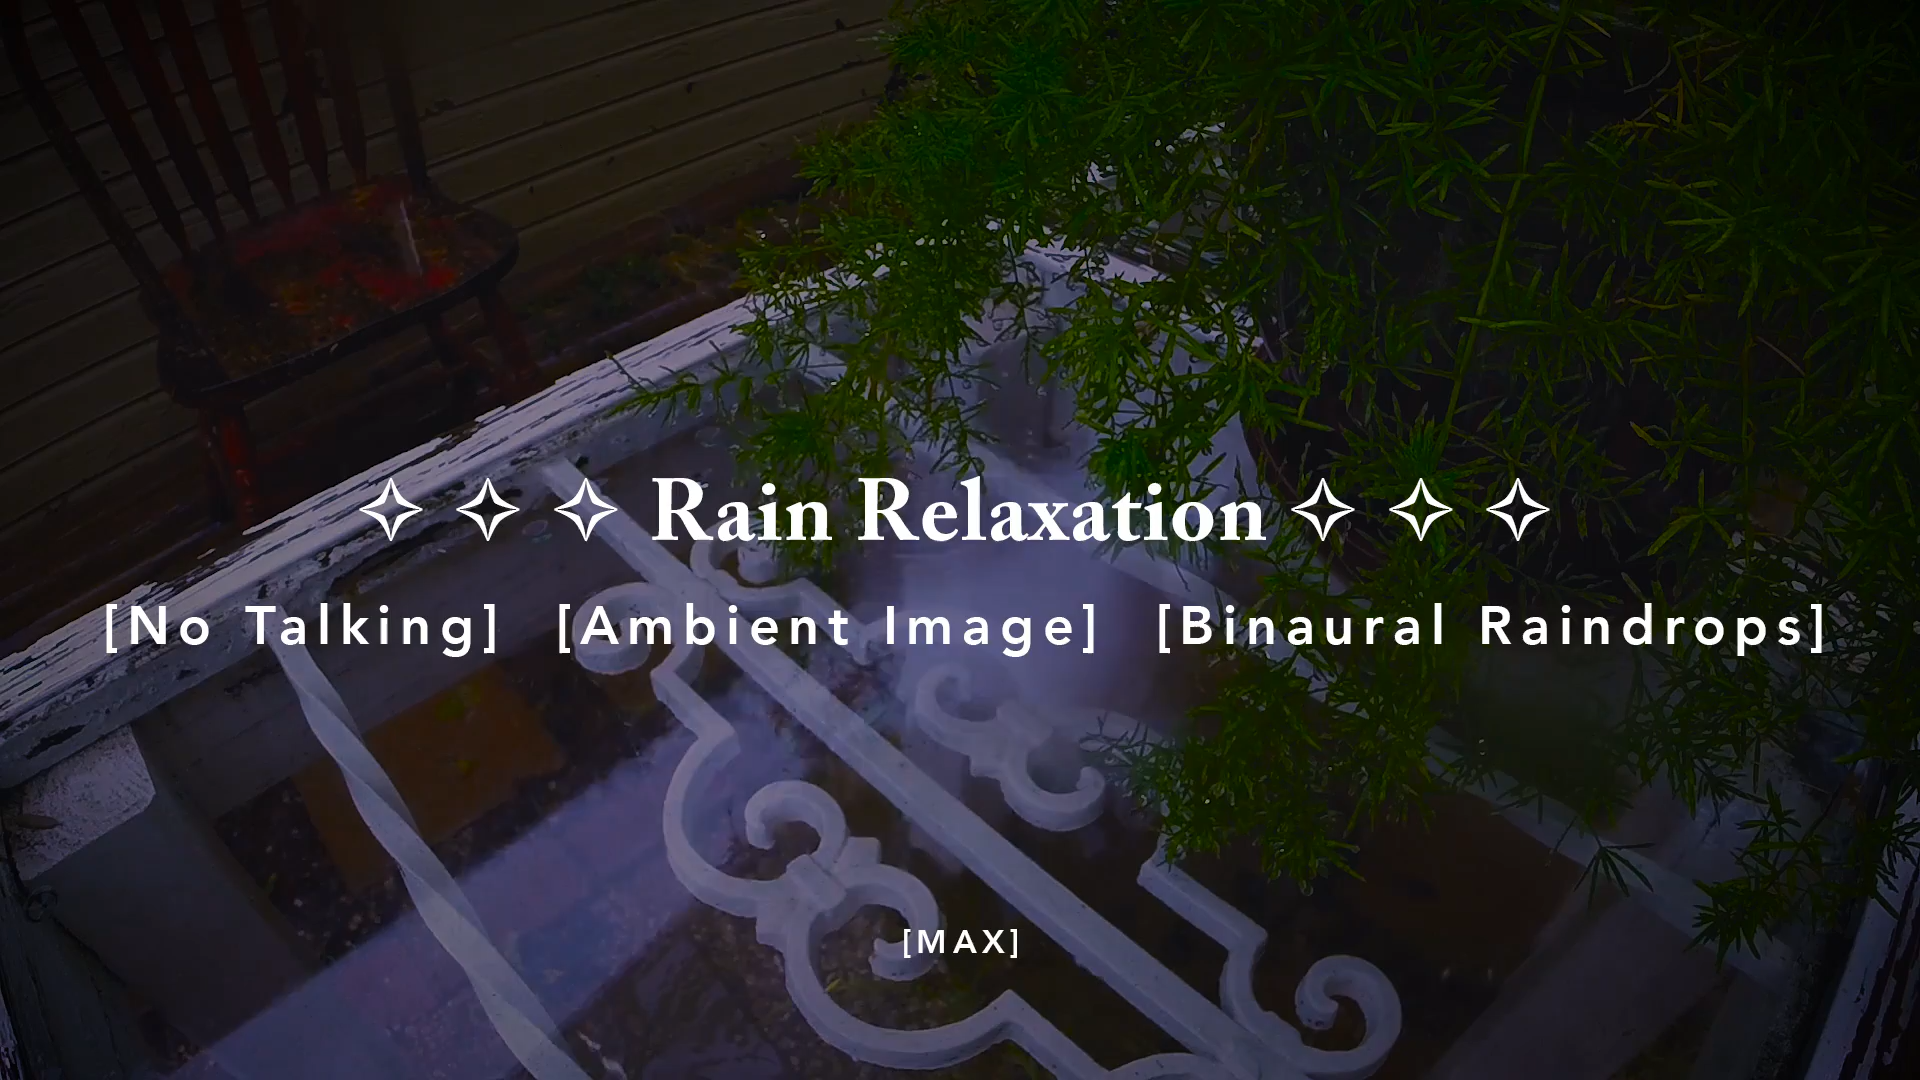 ✧ ✧ ✧ Rain Relaxation ✧ ✧ ✧
[No Talking] [Ambient Image] [Binaural Raindrops]
[MAX]